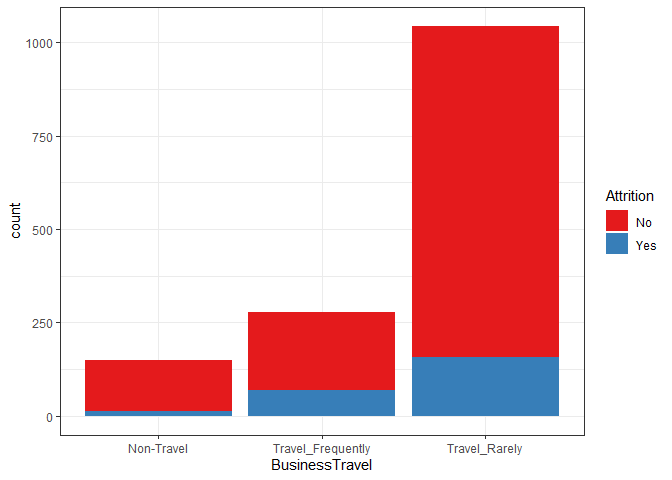 1000
750
500
250
0
count
Non-Travel
Travel_Frequently
Travel_Rarely
BusinessTravel
Attrition
No
Yes